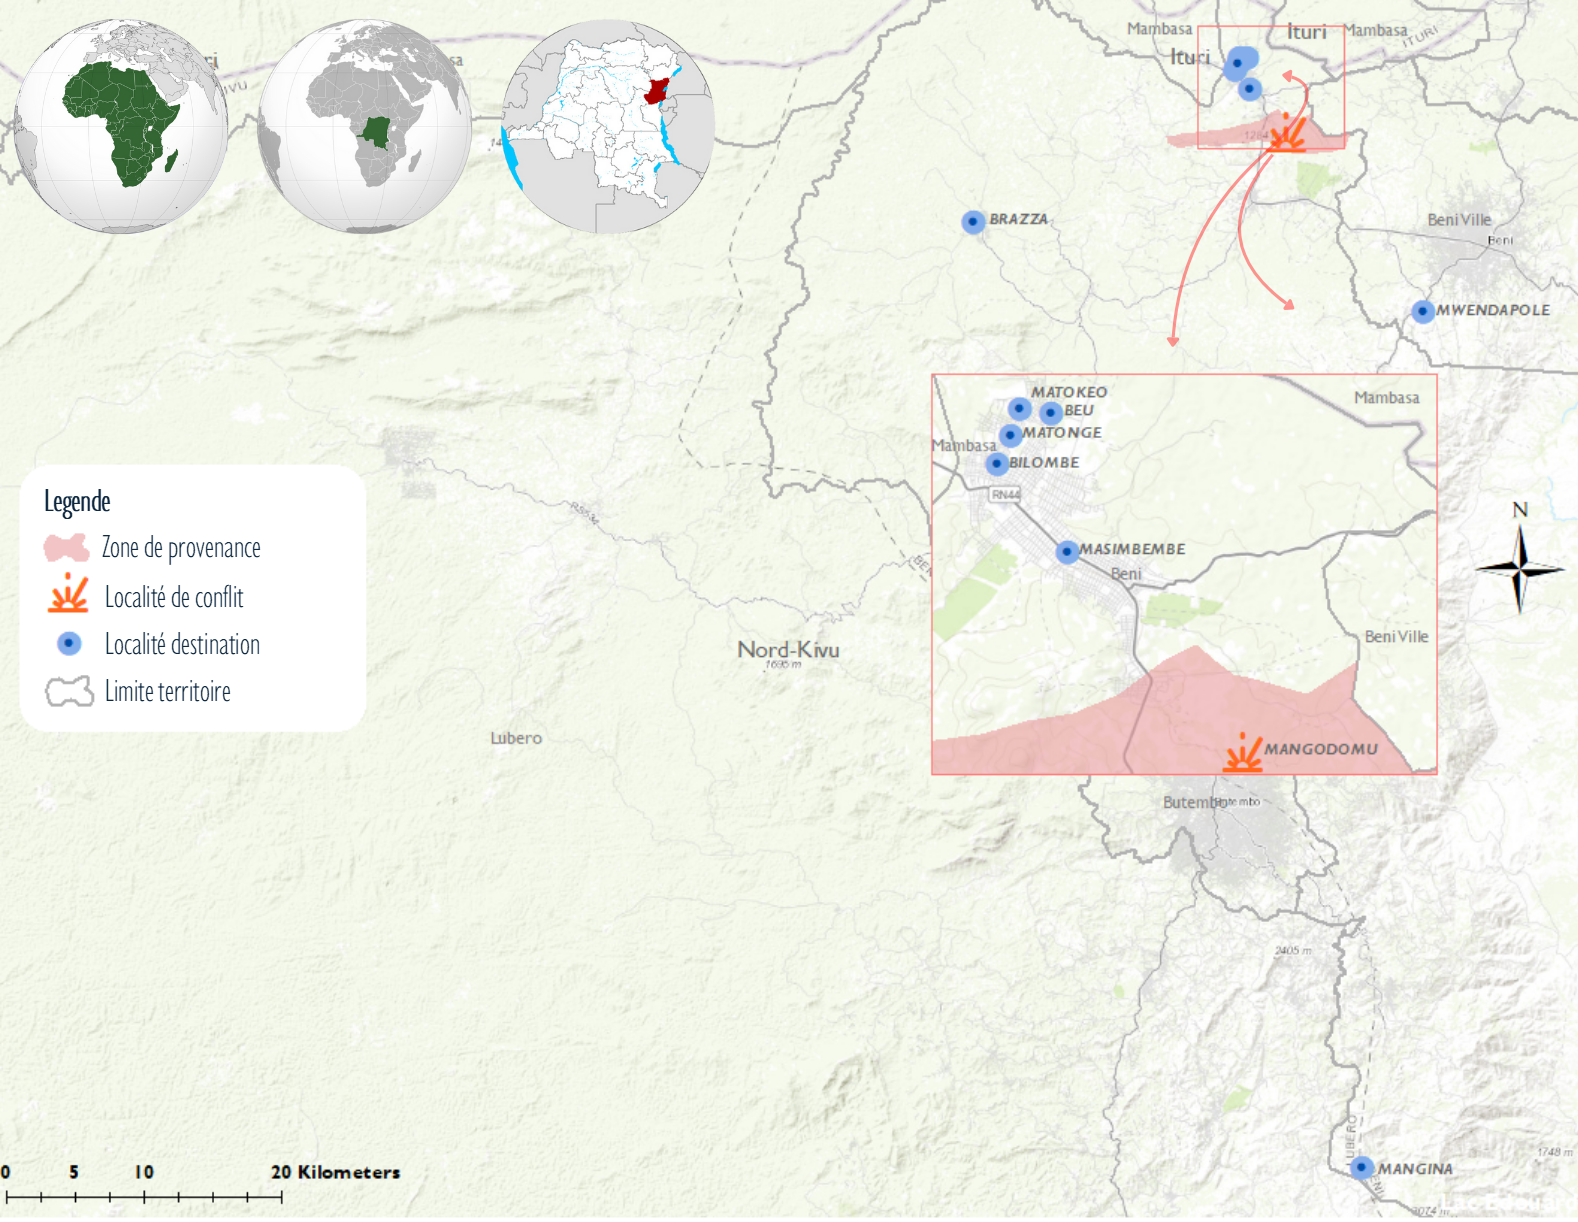 Mambasa
Ituri
Mambasa
Ituri
ITURI
BRAZZA
Beni Ville
Beni
MWENDAPOLE
MATOKEO
BEU
Mambasa
MATONGE
Mambasa
BILOMBE
RN44
MASIMBEMBE
Beni
Beni Ville
MANGODOMU
N
Legende
Zone de provenance
Localité de conflit
Localité destination
Limite territoire
Nord-Kivu
1695 m
Lubero
Butembo
2405 m
LUBERO
1748 m
MANGINA
3074 m
0 5 10 20 Kilometers